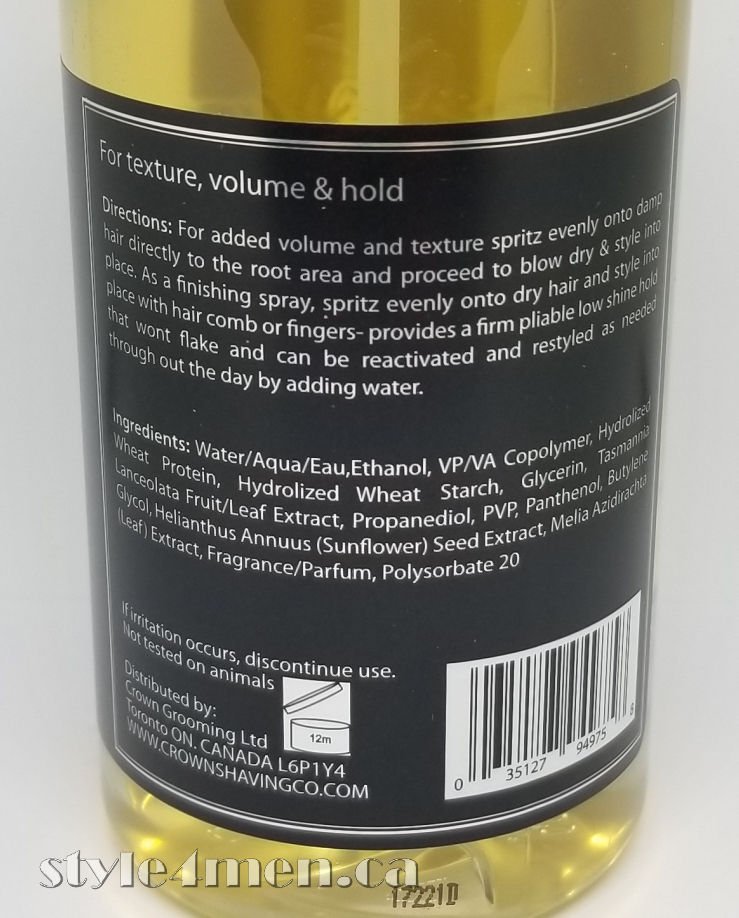 For texture, volume & hold
Directions: For added volume and texture spritz evenly onto damp
hair directly to the root area and proceed to blow dry & style into
place. As a finishing spray, spritz evenly onto dry hair and style into
place with hair comb or fingers- provides a firm pliable low shine hold
that wont flake and can be reactivated and restyled as needed
through out the day by adding water.
Ingredients: Water/Aqua/Eau,Ethanol, VP/VA Copolymer, Hydrolized
Wheat Protein, Hydrolized Wheat Starch, Glycerin, Tasmannia
Lanceolata Fruit/Leaf Extract, Propanediol, PVP, Panthenol, Butylene
Glycol, Helianthus Annuus (Sunflower) Seed Extract, Melia Azidirachta
(Leaf) Extract, Fragrance/Parfum, Polysorbate 20
If irritation occurs, discontinue use.
Not tested on animals
12m
Distributed by:
Crown Grooming Ltd
Toronto ON. CANADA L6P1Y4
WWW.CROWNSHAVINGCO.COM
0 35127 94975 8
style4men.ca
17221D